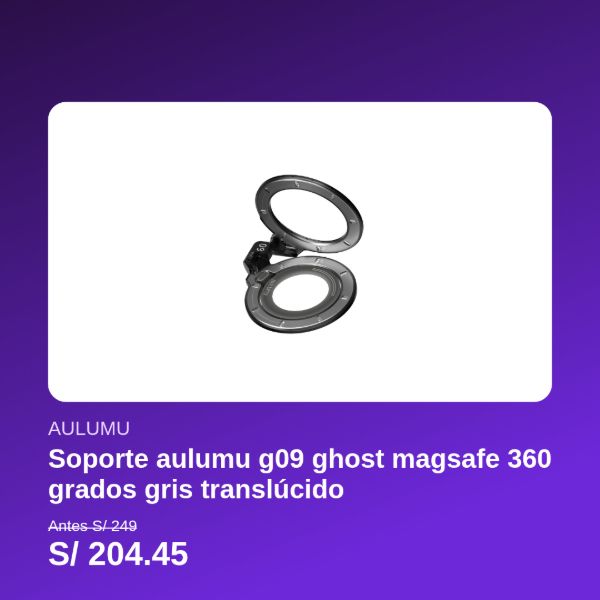 AULUMU
Soporte aulumu g09 ghost magsafe 360
grados gris translúcido
Antes S/ 249
S/ 204.45